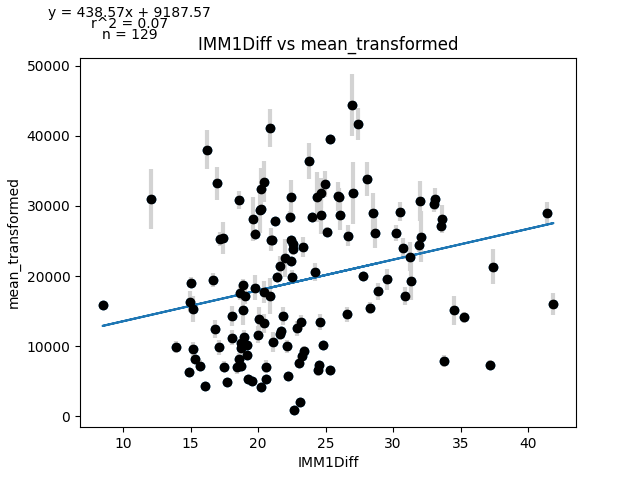 y = 438.57x + 9187.57
r^2 = 0.07
n = 129
IMM1Diff vs mean_transformed
50000
40000
30000
20000
10000
0
mean_transformed
10 15 20 25 30 35 40
IMM1Diff